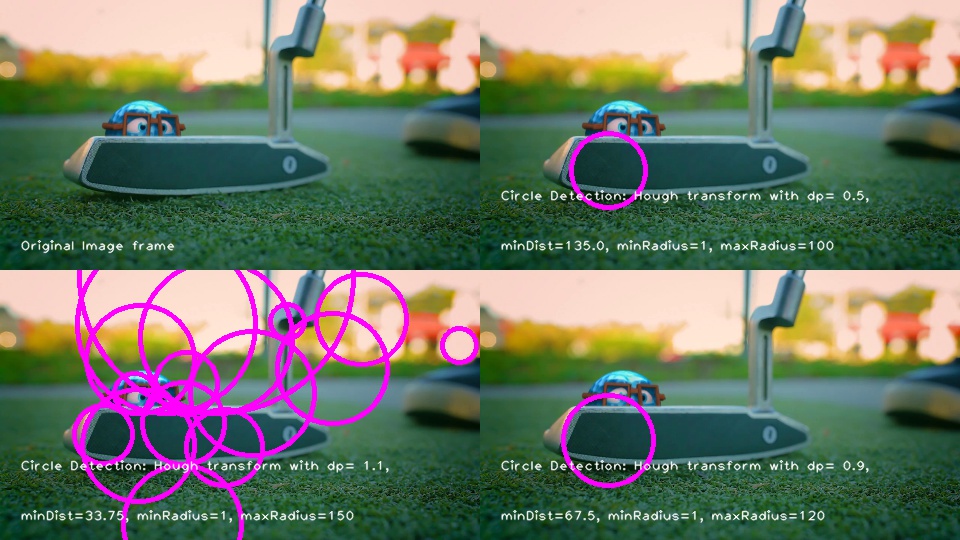 Original Image frame
Circle Detection: Hough transform with dp= 0.5,
minDist=135.0, minRadius=1, maxRadius=100
Circle Detection: Hough transform with dp= 1.1,
minDist=33.75, minRadius=1, maxRadius=150
Circle Detection: Hough transform with dp= 0.9,
minDist=67.5, minRadius=1, maxRadius=120